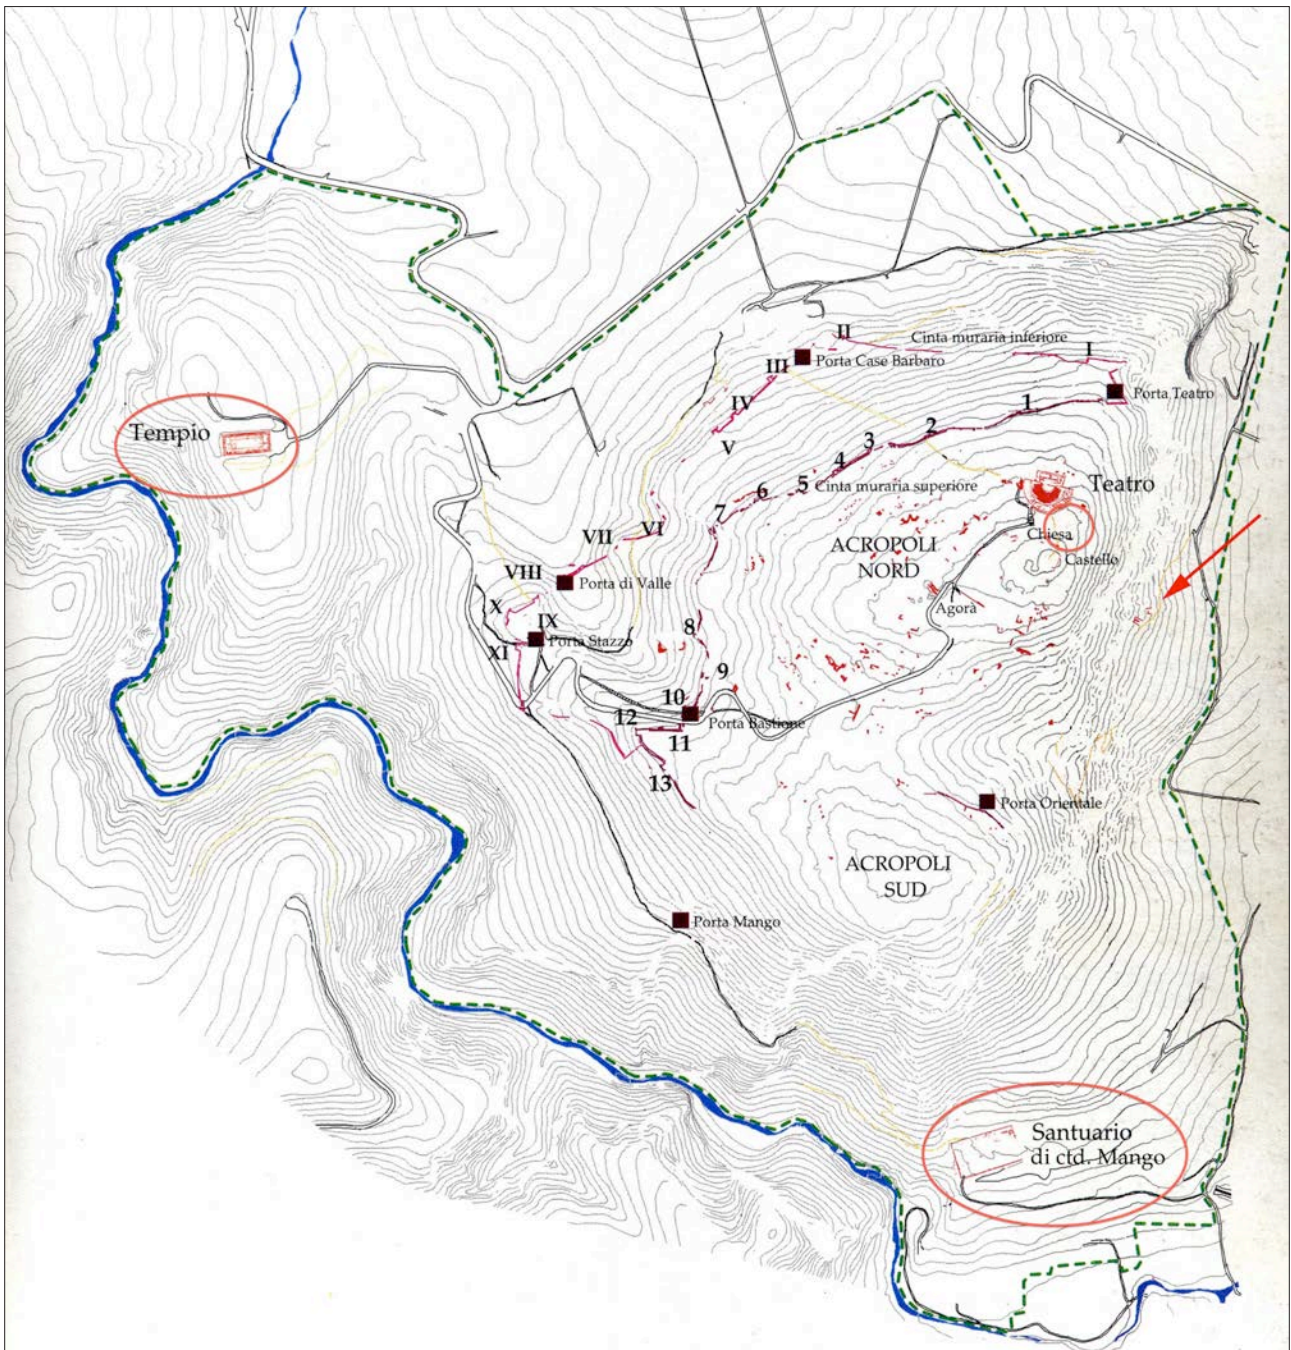 II
Cinta muraria inferiore
I
Porta Case Barbaro
III
Porta Teatro
IV
1
Tempio
V
2
3
4
Teatro
5
Cinta muraria superiore
6
7
VI
VII
Chiesa
ACROPOLI
NORD
Castello
VIII
Porta di Valle
X
Agorà
IX
8
Porta Stazzo
XI
9
10
12
Porta Bastione
11
13
Porta Orientale
ACROPOLI
SUD
Porta Mango
Santuario
di ctd. Mango